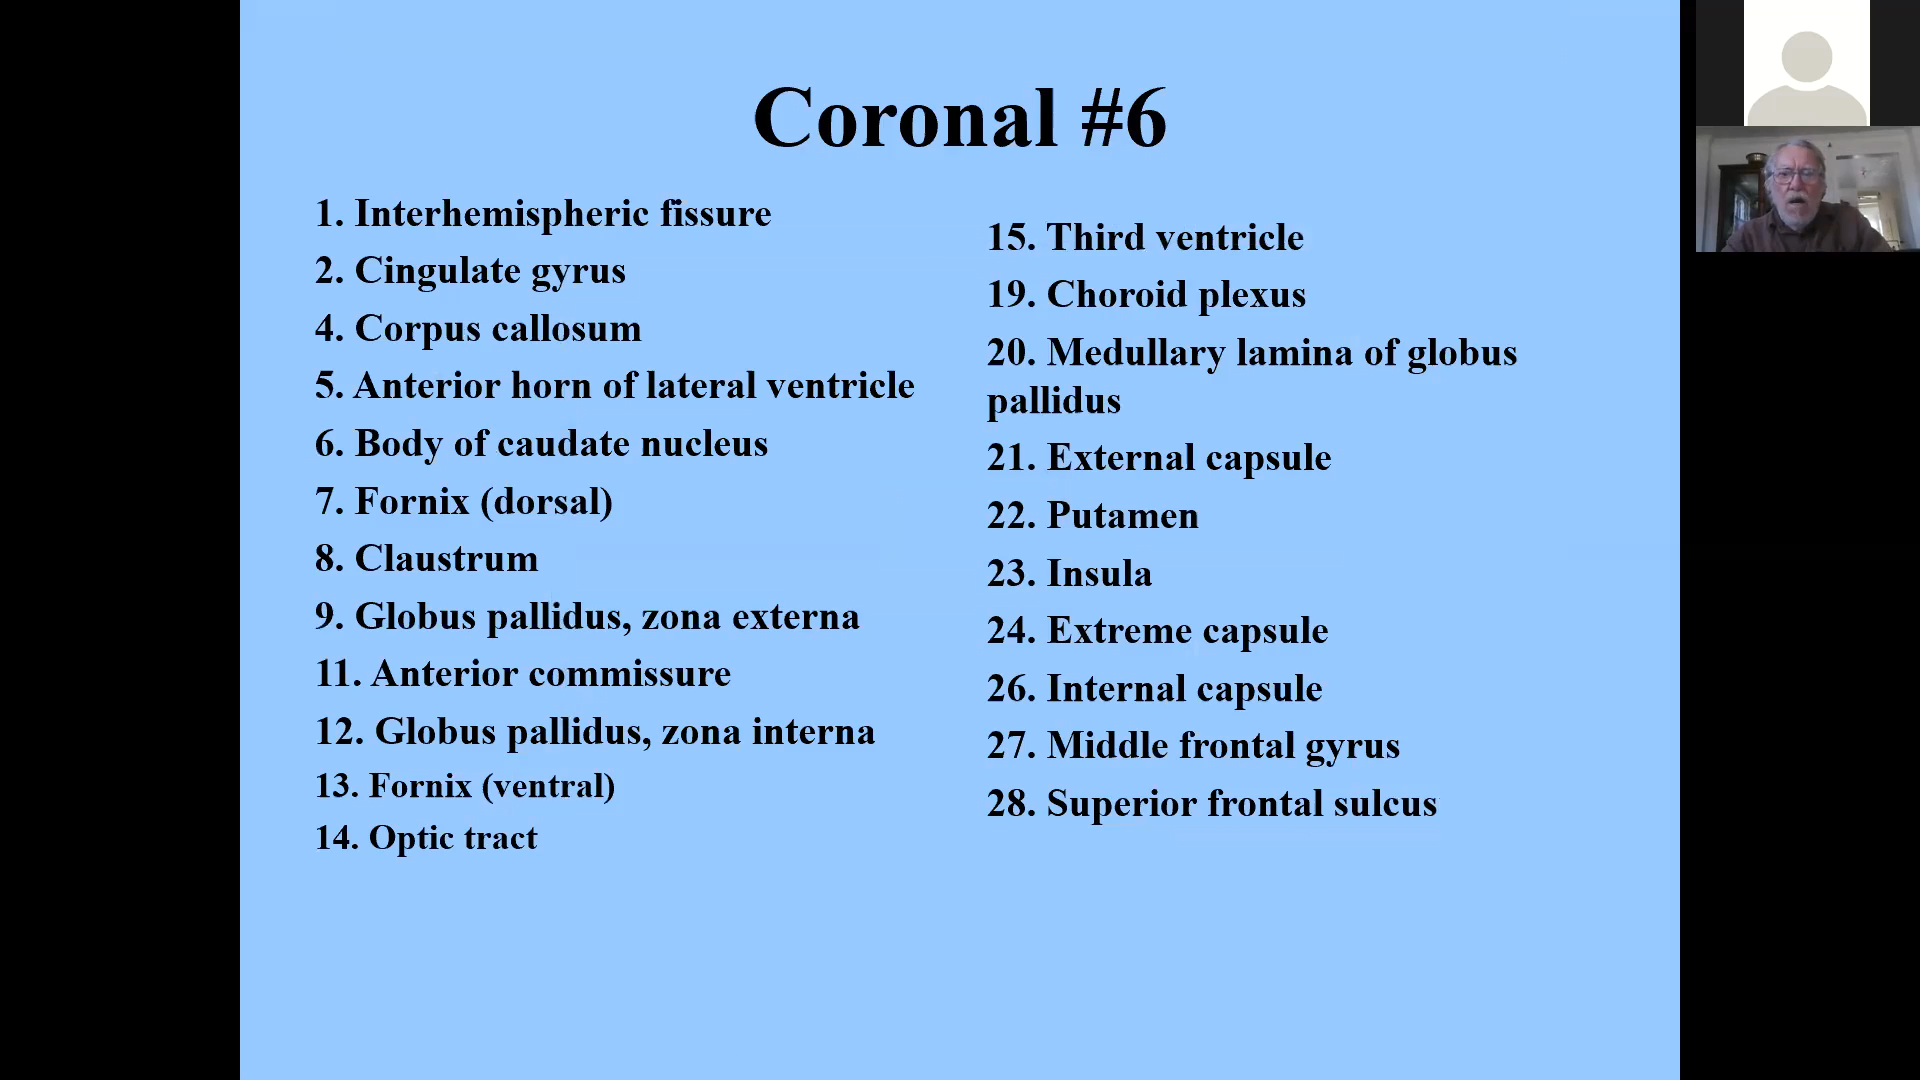 Coronal #6
1. Interhemispheric fissure
2. Cingulate gyrus
4. Corpus callosum
5. Anterior horn of lateral ventricle
6. Body of caudate nucleus
7. Fornix (dorsal)
8. Claustrum
9. Globus pallidus, zona externa
11. Anterior commissure
12. Globus pallidus, zona interna
13. Fornix (ventral)
14. Optic tract
15. Third ventricle
19. Choroid plexus
20. Medullary lamina of globus
pallidus
21. External capsule
22. Putamen
23. Insula
24. Extreme capsule
26. Internal capsule
27. Middle frontal gyrus
28. Superior frontal sulcus